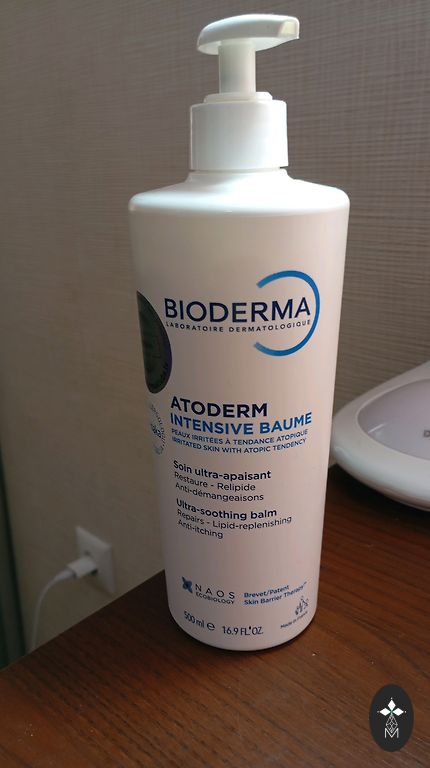 BIODERMA
LABORATOIRE DERMATOLOGIQUE
ATODERM
INTENSIVE BAUME
PEAUX IRRITÉES À TENDANCE ATOPIQUE
IRRITATED SKIN WITH ATOPIC TENDENCY
Soin ultra-apaisant
Restaure - Relipide
Anti-démangeaisons
Ultra-soothing balm
Repairs - Lipid-replenishing
Anti-itching
NAOS
ECOBIOLOGY
Brevet/Patent
Skin Barrier Therapy™
500 ml e 16.9 FL. OZ.
Made in France